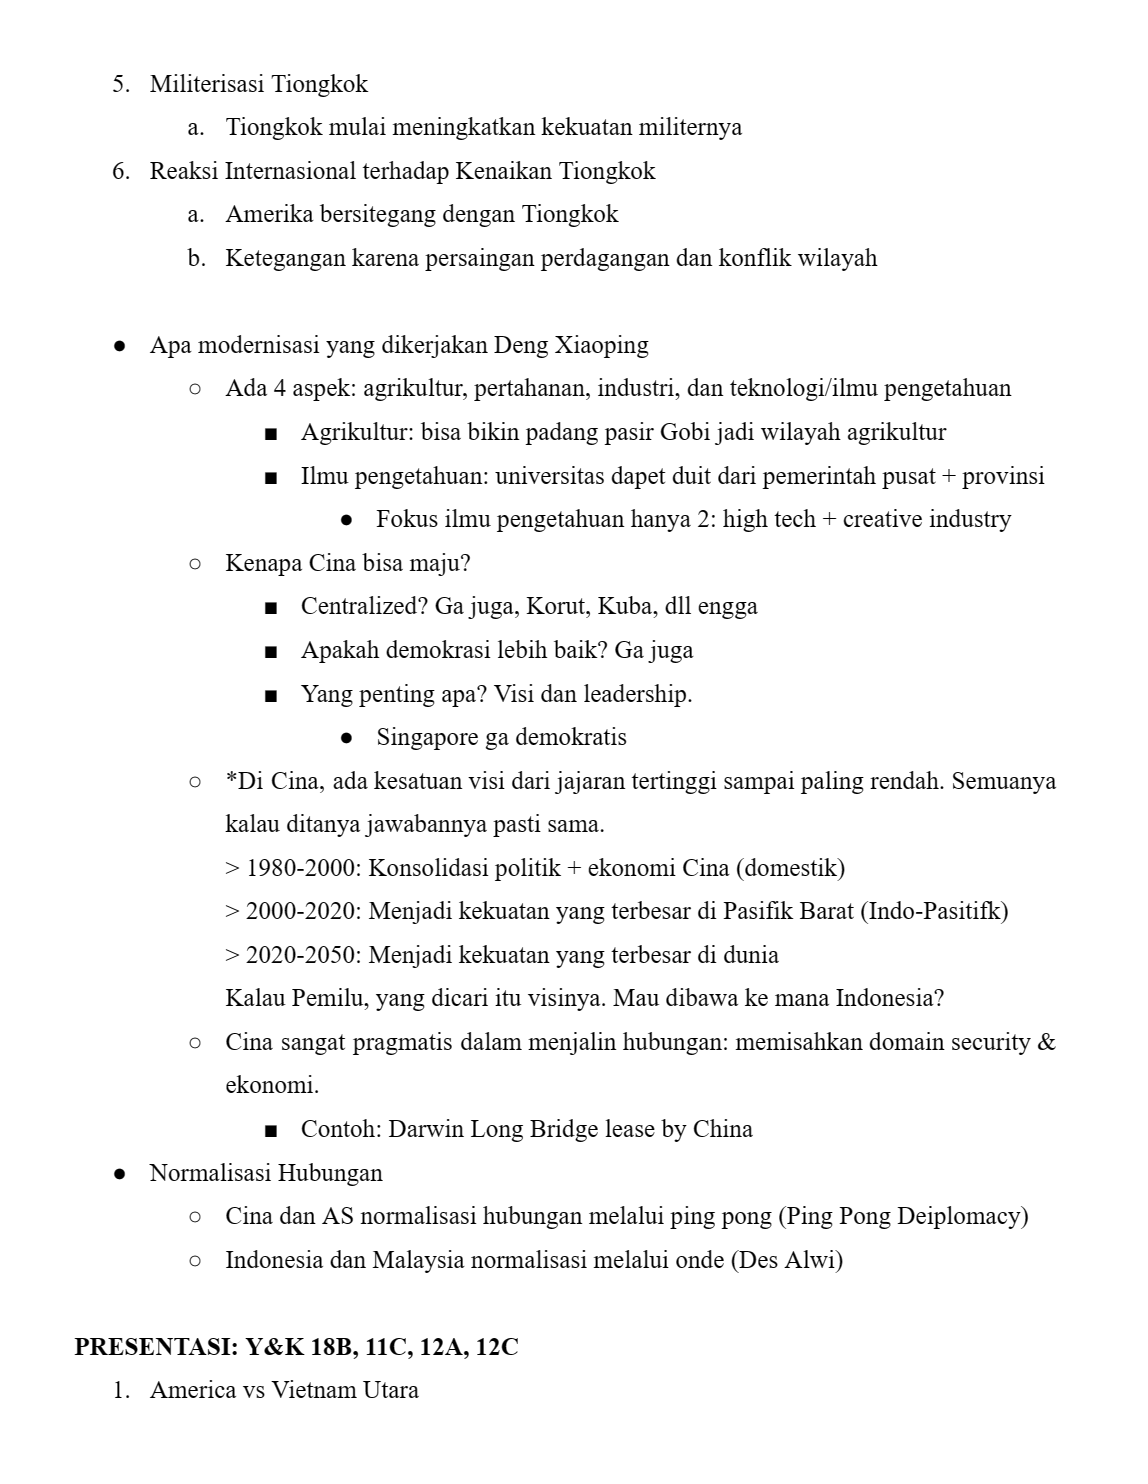 5. Militerisasi Tiongkok
a. Tiongkok mulai meningkatkan kekuatan militernya
6. Reaksi Internasional terhadap Kenaikan Tiongkok
a. Amerika bersitegang dengan Tiongkok
b. Ketegangan karena persaingan perdagangan dan konflik wilayah
● Apa modernisasi yang dikerjakan Deng Xiaoping
○ Ada 4 aspek: agrikultur, pertahanan, industri, dan teknologi/ilmu pengetahuan
■ Agrikultur: bisa bikin padang pasir Gobi jadi wilayah agrikultur
■ Ilmu pengetahuan: universitas dapet duit dari pemerintah pusat + provinsi
● Fokus ilmu pengetahuan hanya 2: high tech + creative industry
○ Kenapa Cina bisa maju?
■ Centralized? Ga juga, Korut, Kuba, dll engga
■ Apakah demokrasi lebih baik? Ga juga
■ Yang penting apa? Visi dan leadership.
● Singapore ga demokratis
○ *Di Cina, ada kesatuan visi dari jajaran tertinggi sampai paling rendah. Semuanya
kalau ditanya jawabannya pasti sama.
> 1980-2000: Konsolidasi politik + ekonomi Cina (domestik)
> 2000-2020: Menjadi kekuatan yang terbesar di Pasifik Barat (Indo-Pasitifk)
> 2020-2050: Menjadi kekuatan yang terbesar di dunia
Kalau Pemilu, yang dicari itu visinya. Mau dibawa ke mana Indonesia?
○ Cina sangat pragmatis dalam menjalin hubungan: memisahkan domain security &
ekonomi.
■ Contoh: Darwin Long Bridge lease by China
● Normalisasi Hubungan
○ Cina dan AS normalisasi hubungan melalui ping pong (Ping Pong Deiplomacy)
○ Indonesia dan Malaysia normalisasi melalui onde (Des Alwi)
PRESENTASI: Y&K 18B, 11C, 12A, 12C
1. America vs Vietnam Utara